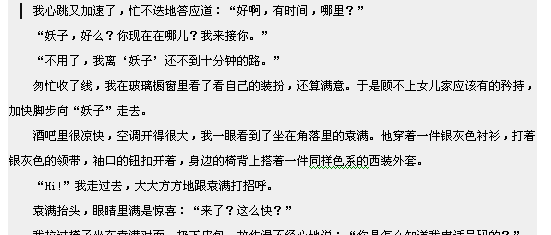 我心跳又加速了，忙不迭地答应道：“好啊，有时间，哪里？”
“妖子，好么？你现在在哪儿？我来接你。”
“不用了，我离‘妖子’还不到十分钟的路。”
匆忙收了线，我在玻璃橱窗里看了看自己的装扮，还算满意。于是顾不上女儿家应该有的矜持，
加快脚步向“妖子”走去。
酒吧里很凉快，空调开得很大，我一眼看到了坐在角落里的袁满。他穿着一件银灰色衬衫，打着
银灰色的领带，袖口的钮扣开着，身边的椅背上搭着一件同样色系的西装外套。
“Hi!”我走过去，大大方方地跟袁满打招呼。
袁满抬头，眼睛里满是惊喜：“来了？这么快？”